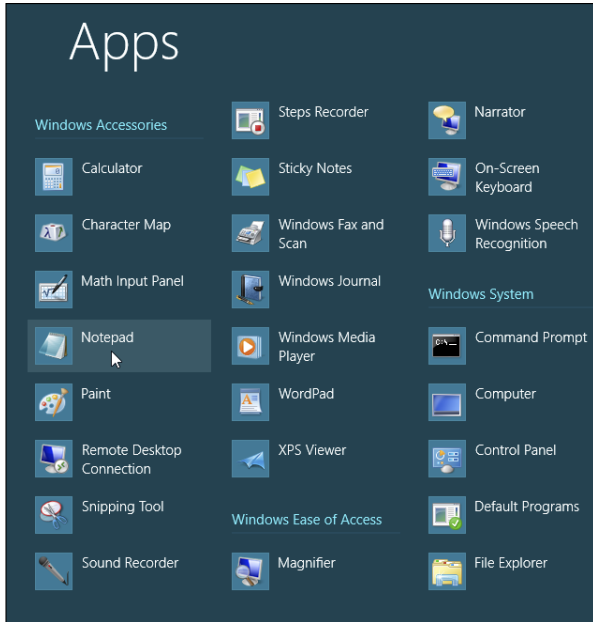 Apps
Windows Accessories
Calculator
Character Map
Math Input Panel
Notepad
Paint
Remote Desktop
Connection
Snipping Tool
Sound Recorder
Steps Recorder
Sticky Notes
Windows Fax and
Scan
Windows Journal
Windows Media
Player
WordPad
XPS Viewer
Windows Ease of Access
Magnifier
Narrator
On-Screen
Keyboard
Windows Speech
Recognition
Windows System
Command Prompt
Computer
Control Panel
Default Programs
File Explorer